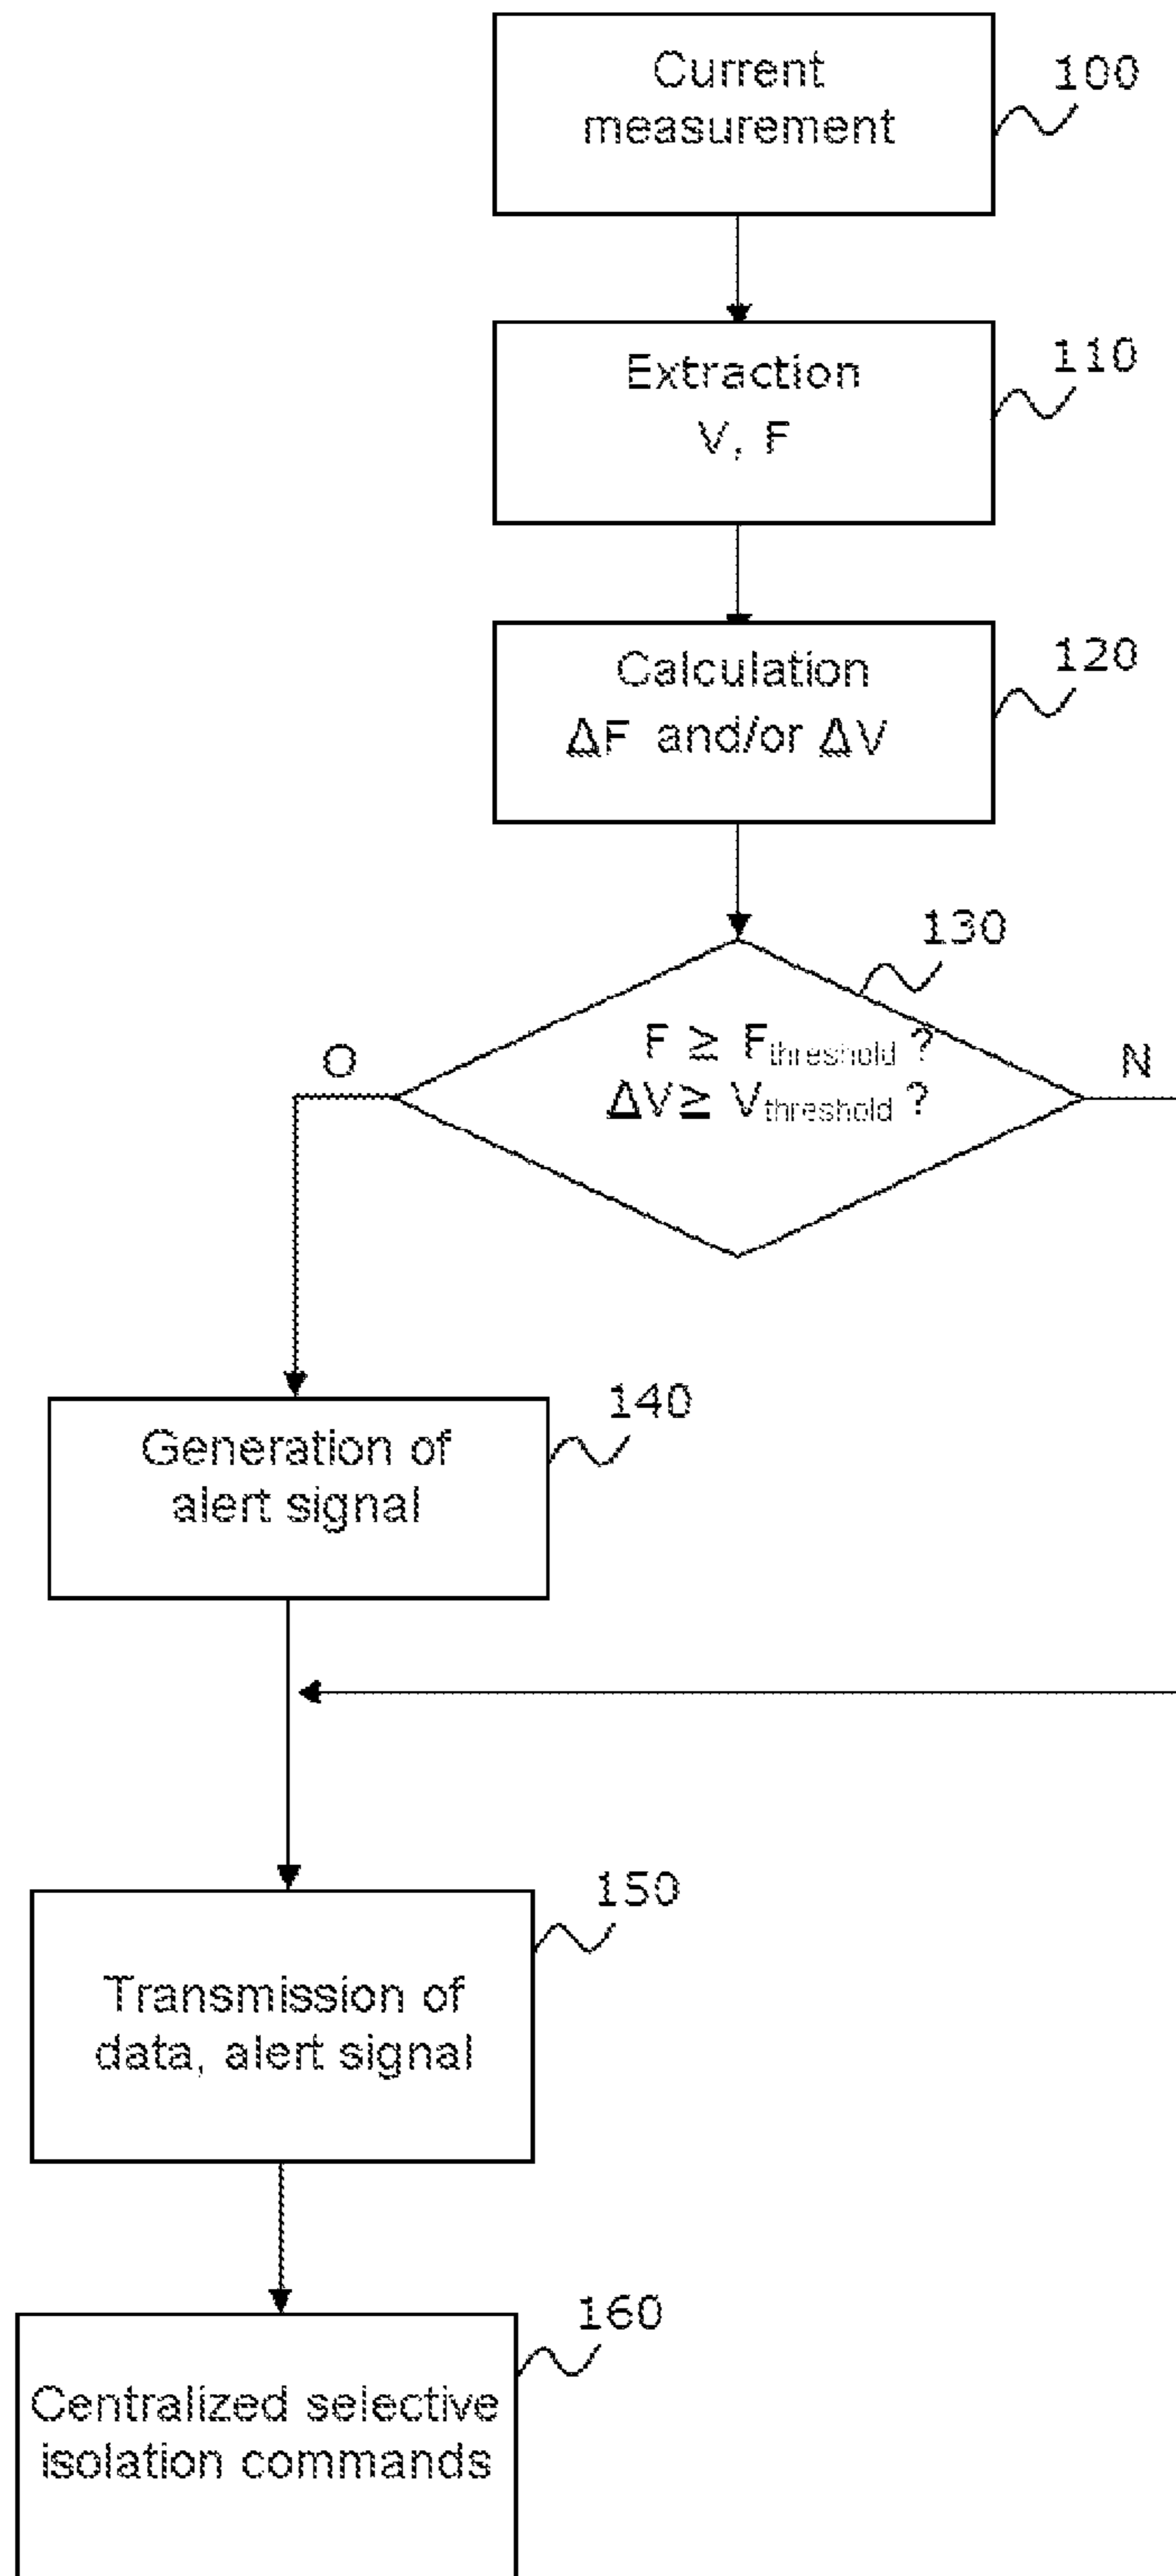 Current
measurement
100
Extraction
V, F
110
Calculation
ΔF and/or ΔV
120
130
O
F ≥ Fthreshold ?
ΔV ≥ Vthreshold ?
N
Generation of
alert signal
140
Transmission of
data, alert signal
150
Centralized selective
isolation commands
160